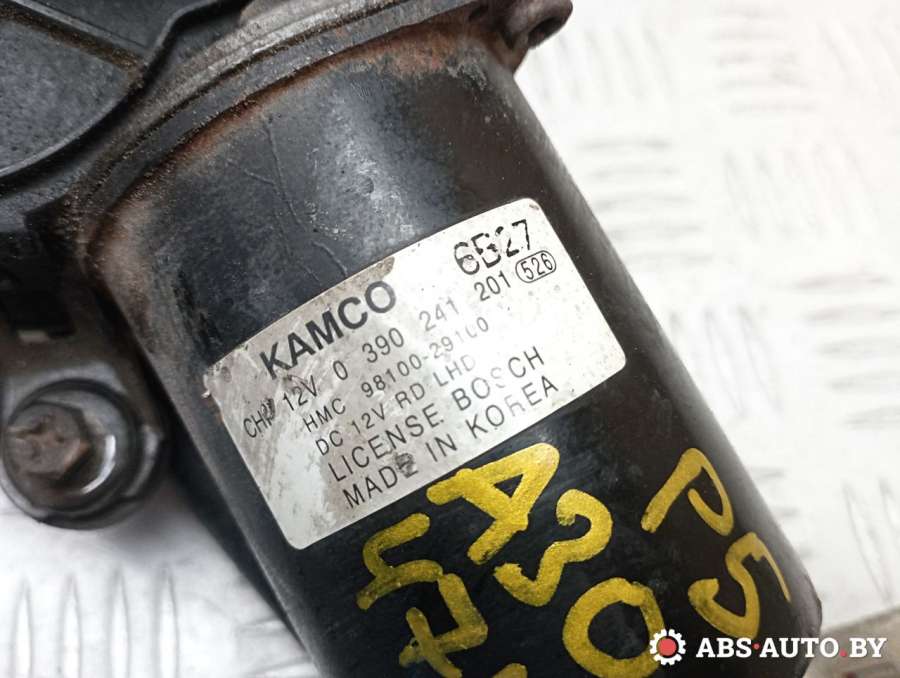 KAMCO 6B27
CHP 12V 0 390 241 201 526
HMC 98100-29100
DC 12V RD LHD
LICENSE BOSCH
MADE IN KOREA
P5
ABS-AUTO.BY